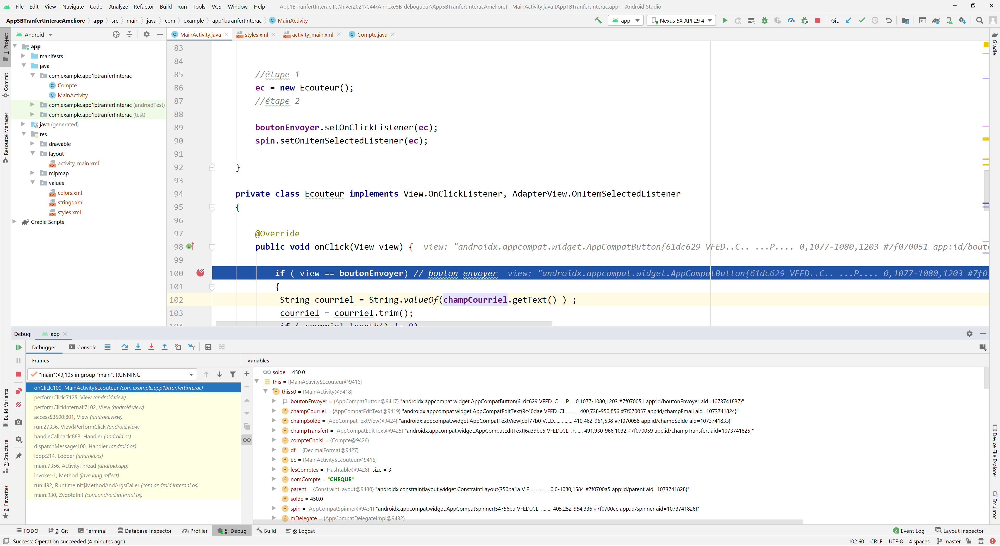 File Edit View Navigate Code Analyze Refactor Build Run Tools VCS Window Help App1BTranfertInterac [C:\hiver2021\C44\Annexe5B-debogueur\App5BTranfertInteracAmeliore] - MainActivity.java [App1BTranfertInterac.app] - Android Studio
App5BTranfertInteracAmeliore app src main java com example app1btranfertinterac MainActivity app Nexus 5X API 29 4 Git:
Android MainActivity.java styles.xml activity_main.xml Compte.java
1: Project
Commit
Resource Manager
Build Variants
7: Structure
2: Favorites
app
manifests
java
com.example.app1btranfertinterac
Compte
MainActivity
com.example.app1btranfertinterac (androidTest)
com.example.app1btranfertinterac (test)
java (generated)
res
drawable
layout
activity_main.xml
mipmap
values
colors.xml
strings.xml
styles.xml
Gradle Scripts
83
84
85 //étape 1
86 ec = new Ecouteur();
87 //étape 2
88
89 boutonEnvoyer.setOnClickListener(ec);
90 spin.setOnItemSelectedListener(ec);
91
92 }
93
94 private class Ecouteur implements View.OnClickListener, AdapterView.OnItemSelectedListener
95 {
96
97 @Override
98 public void onClick(View view) { view: "androidx.appcompat.widget.AppCompatButton{61dc629 VFED..C.. ...P.... 0,1077-1080,1203 #7f070051 app:id/bouto
99
100 if ( view == boutonEnvoyer) // bouton envoyer view: "androidx.appcompat.widget.AppCompatButton{61dc629 VFED..C.. ...P.... 0,1077-1080,1203 #7f07
101 {
102 String courriel = String.valueOf(champCourriel.getText() ) ;
103 courriel = courriel.trim();
104 if ( courriel.length() != 0)
Gradle
Device File Explorer
Emulator
Debug: app
Debugger Console
Frames
"main"@9,105 in group "main": RUNNING
onClick:100, MainActivity$Ecouteur (com.example.app1btranfertinterac)
performClick:7125, View (android.view)
performClickInternal:7102, View (android.view)
access$3500:801, View (android.view)
run:27336, View$PerformClick (android.view)
handleCallback:883, Handler (android.os)
dispatchMessage:100, Handler (android.os)
loop:214, Looper (android.os)
main:7356, ActivityThread (android.app)
invoke:-1, Method (java.lang.reflect)
run:492, RuntimeInit$MethodAndArgsCaller (com.android.internal.os)
main:930, ZygoteInit (com.android.internal.os)
Variables
solde = 450.0
this = {MainActivity$Ecouteur@9416}
this$0 = {MainActivity@9418}
boutonEnvoyer = {AppCompatButton@9417} "androidx.appcompat.widget.AppCompatButton{61dc629 VFED..C.. ...P.... 0,1077-1080,1203 #7f070051 app:id/boutonEnvoyer aid=1073741837}"
champCourriel = {AppCompatEditText@9419} "androidx.appcompat.widget.AppCompatEditText{9c40dae VFED..CL. ........ 400,738-950,856 #7f070057 app:id/champEmail aid=1073741824}"
champSolde = {AppCompatTextView@9424} "androidx.appcompat.widget.AppCompatTextView{cbf77b0 V.ED..... ........ 410,462-961,538 #7f070058 app:id/champSolde aid=1073741833}"
champTransfert = {AppCompatEditText@9425} "androidx.appcompat.widget.AppCompatEditText{6a39be5 VFED..CL. .F...... 491,930-966,1032 #7f070059 app:id/champTransfert aid=1073741825}"
compteChoisi = {Compte@9426}
df = {DecimalFormat@9427}
ec = {MainActivity$Ecouteur@9416}
lesComptes = {Hashtable@9428} size = 3
nomCompte = "CHEQUE"
parent = {ConstraintLayout@9430} "androidx.constraintlayout.widget.ConstraintLayout{350ba1a V.E...... ........ 0,0-1080,1584 #7f0700a5 app:id/parent aid=1073741828}"
solde = 450.0
spin = {AppCompatSpinner@9431} "androidx.appcompat.widget.AppCompatSpinner{54756ba VFED..CL. ........ 405,252-954,336 #7f0700cc app:id/spinner aid=1073741826}"
mDelegate = {AppCompatDelegateImpl@9432}
TODO 9: Git Terminal Database Inspector Profiler 5: Debug Build 6: Logcat 2 Event Log Layout Inspector
Success: Operation succeeded (4 minutes ago) 102:60 CRLF UTF-8 4 spaces master